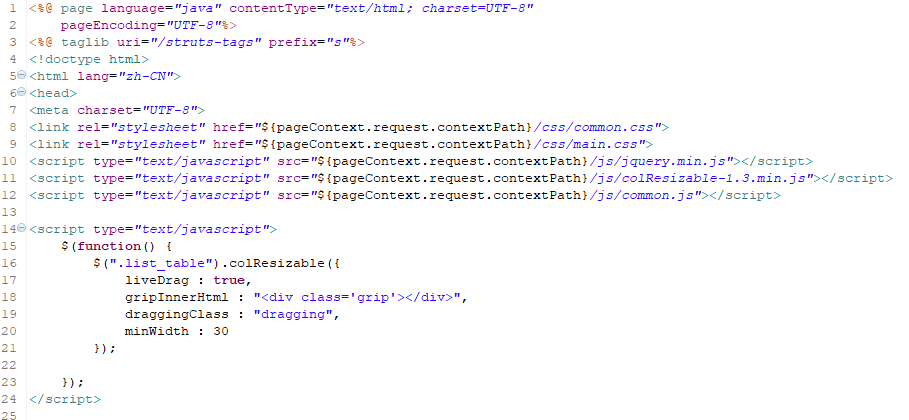 1 <%@ page language="java" contentType="text/html; charset=UTF-8"
2     pageEncoding="UTF-8"%>
3 <%@ taglib uri="/struts-tags" prefix="s"%>
4 <!doctype html>
5 <html lang="zh-CN">
6 <head>
7 <meta charset="UTF-8">
8 <link rel="stylesheet" href="${pageContext.request.contextPath}/css/common.css">
9 <link rel="stylesheet" href="${pageContext.request.contextPath}/css/main.css">
10 <script type="text/javascript" src="${pageContext.request.contextPath}/js/jquery.min.js"></script>
11 <script type="text/javascript" src="${pageContext.request.contextPath}/js/colResizable-1.3.min.js"></script>
12 <script type="text/javascript" src="${pageContext.request.contextPath}/js/common.js"></script>
13
14 <script type="text/javascript">
15     $(function() {
16         $(".list_table").colResizable({
17             liveDrag : true,
18             gripInnerHtml : "<div class='grip'></div>",
19             draggingClass : "dragging",
20             minWidth : 30
21         });
22
23     });
24 </script>
25